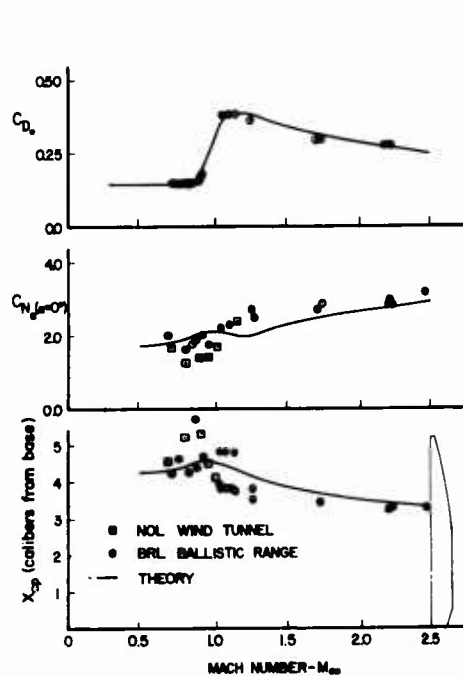 0.50
C_D₀
0.25
0.0
4.0
C_Nα(α=0°)
2.0
0.0
5
4
3
2
1
X_cp (calibers from base)
NOL WIND TUNNEL
BRL BALLISTIC RANGE
THEORY
0 0.5 1.0 1.5 2.0 2.5
MACH NUMBER - M∞